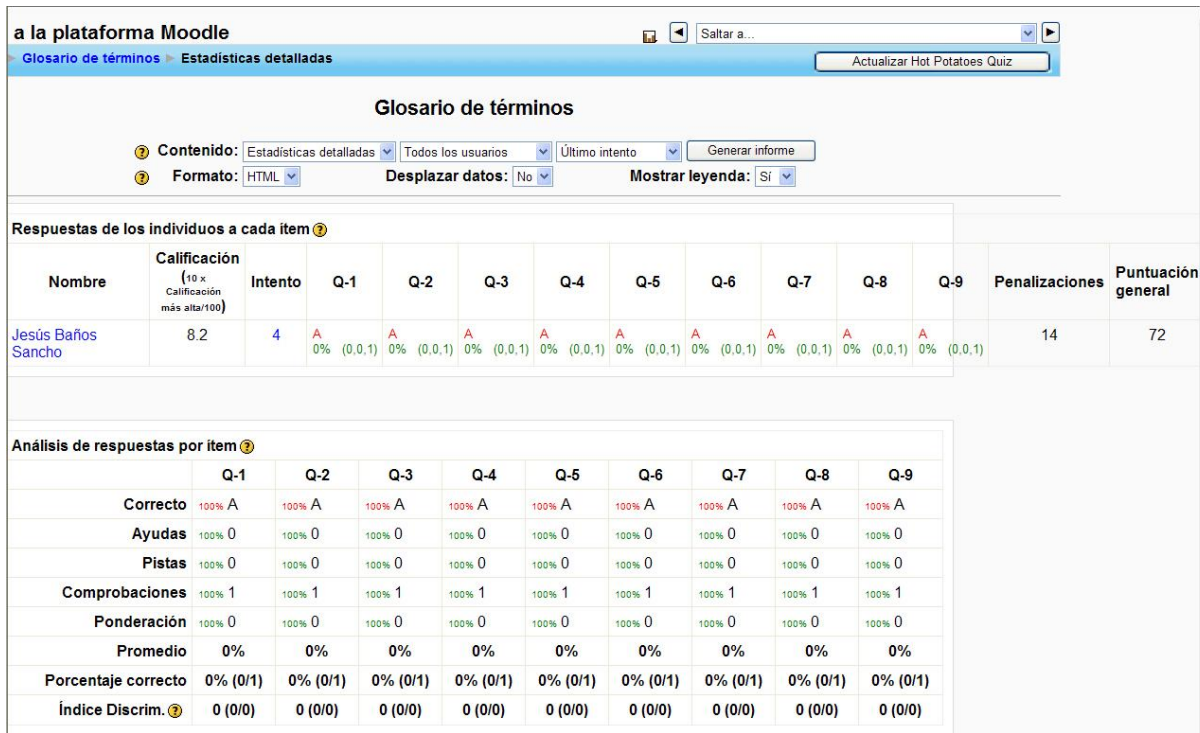 a la plataforma Moodle
Saltar a...
Glosario de términos Estadísticas detalladas
Actualizar Hot Potatoes Quiz
Glosario de términos
Contenido: Estadísticas detalladas Todos los usuarios Último intento Generar informe
Formato: HTML Desplazar datos: No Mostrar leyenda: Sí
Respuestas de los individuos a cada item
Nombre Calificación (10 x Calificación más alta/100) Intento Q-1 Q-2 Q-3 Q-4 Q-5 Q-6 Q-7 Q-8 Q-9 Penalizaciones Puntuación general
Jesús Baños Sancho 8.2 4 A A A A A A A A A 14 72
0% (0,0,1) 0% (0,0,1) 0% (0,0,1) 0% (0,0,1) 0% (0,0,1) 0% (0,0,1) 0% (0,0,1) 0% (0,0,1) 0% (0,0,1)
Análisis de respuestas por item
Q-1 Q-2 Q-3 Q-4 Q-5 Q-6 Q-7 Q-8 Q-9
Correcto 100% A 100% A 100% A 100% A 100% A 100% A 100% A 100% A 100% A
Ayudas 100% 0 100% 0 100% 0 100% 0 100% 0 100% 0 100% 0 100% 0 100% 0
Pistas 100% 0 100% 0 100% 0 100% 0 100% 0 100% 0 100% 0 100% 0 100% 0
Comprobaciones 100% 1 100% 1 100% 1 100% 1 100% 1 100% 1 100% 1 100% 1 100% 1
Ponderación 100% 0 100% 0 100% 0 100% 0 100% 0 100% 0 100% 0 100% 0 100% 0
Promedio 0% 0% 0% 0% 0% 0% 0% 0% 0%
Porcentaje correcto 0% (0/1) 0% (0/1) 0% (0/1) 0% (0/1) 0% (0/1) 0% (0/1) 0% (0/1) 0% (0/1) 0% (0/1)
Índice Discrim. 0 (0/0) 0 (0/0) 0 (0/0) 0 (0/0) 0 (0/0) 0 (0/0) 0 (0/0) 0 (0/0) 0 (0/0)